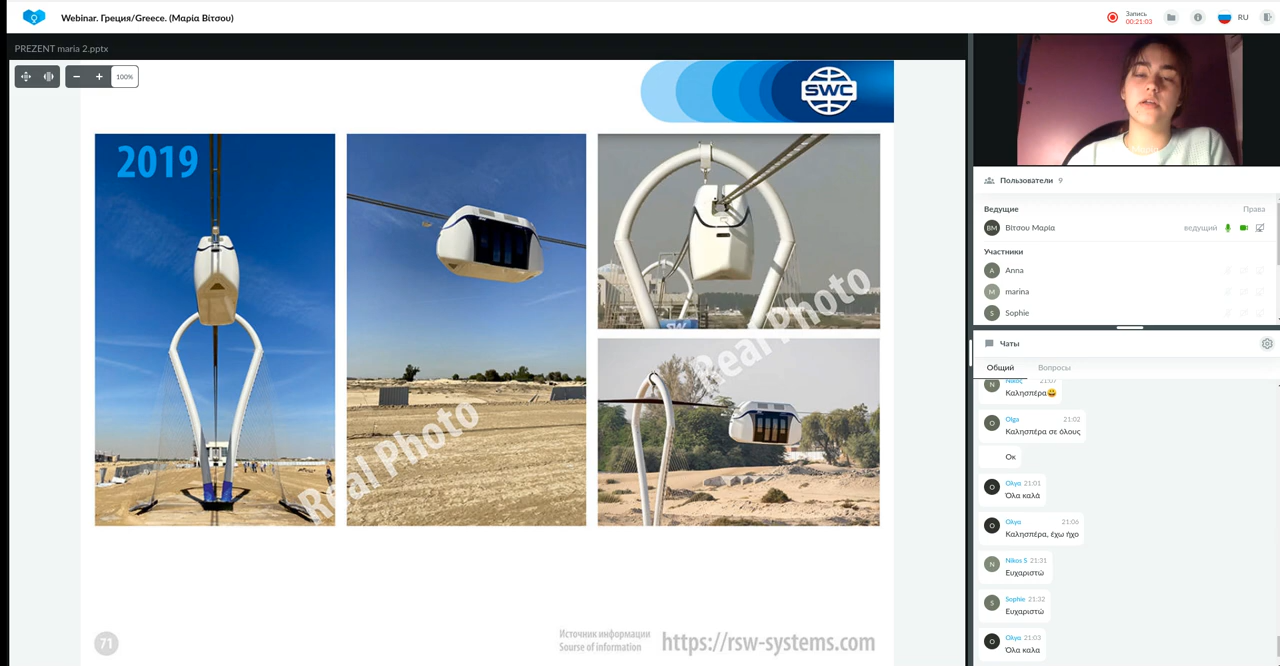 Webinar. Греция/Greece. (Μαρία Βίτσου)
Запись
00:21:03
RU
PREZENT maria 2.pptx
100%
SWC
2019
Real Photo
Real Photo
71
Источник информации
Sourse of information
https://rsw-systems.com
Пользователи 9
Ведущие
Права
BM
Βίτσου Μαρία
ведущий
Участники
A
Anna
M
marina
S
Sophie
Чаты
Общий
Вопросы
N
Nikos 21:07
Καλησπέρα😀
O
Olga 21:02
Καλησπέρα σε όλους
Οκ
O
Olya 21:01
Όλα καλά
O
Olya 21:06
Καλησπέρα, έχω ήχο
N
Nikos S 21:31
Ευχαριστώ
S
Sophie 21:32
Ευχαριστώ
O
Olya 21:03
Όλα καλα